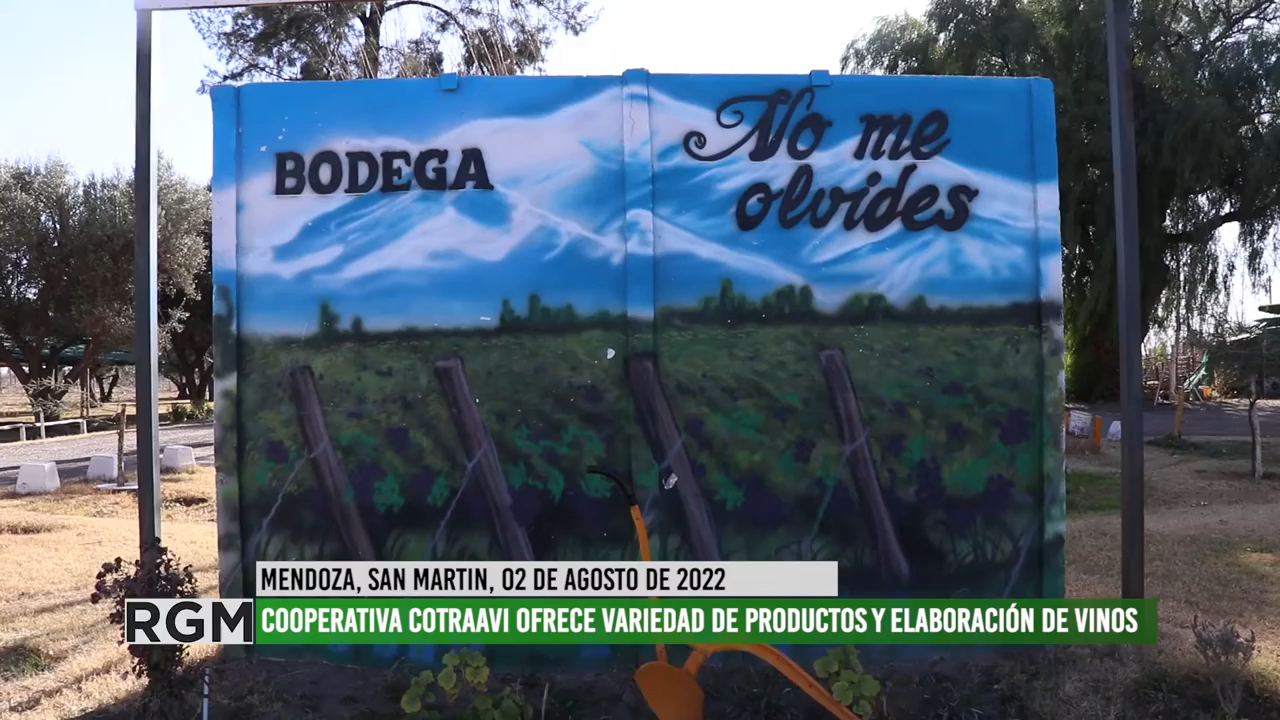 BODEGA
No me
olvides
MENDOZA, SAN MARTIN, 02 DE AGOSTO DE 2022
RGM
COOPERATIVA COTRAAVI OFRECE VARIEDAD DE PRODUCTOS Y ELABORACIÓN DE VINOS